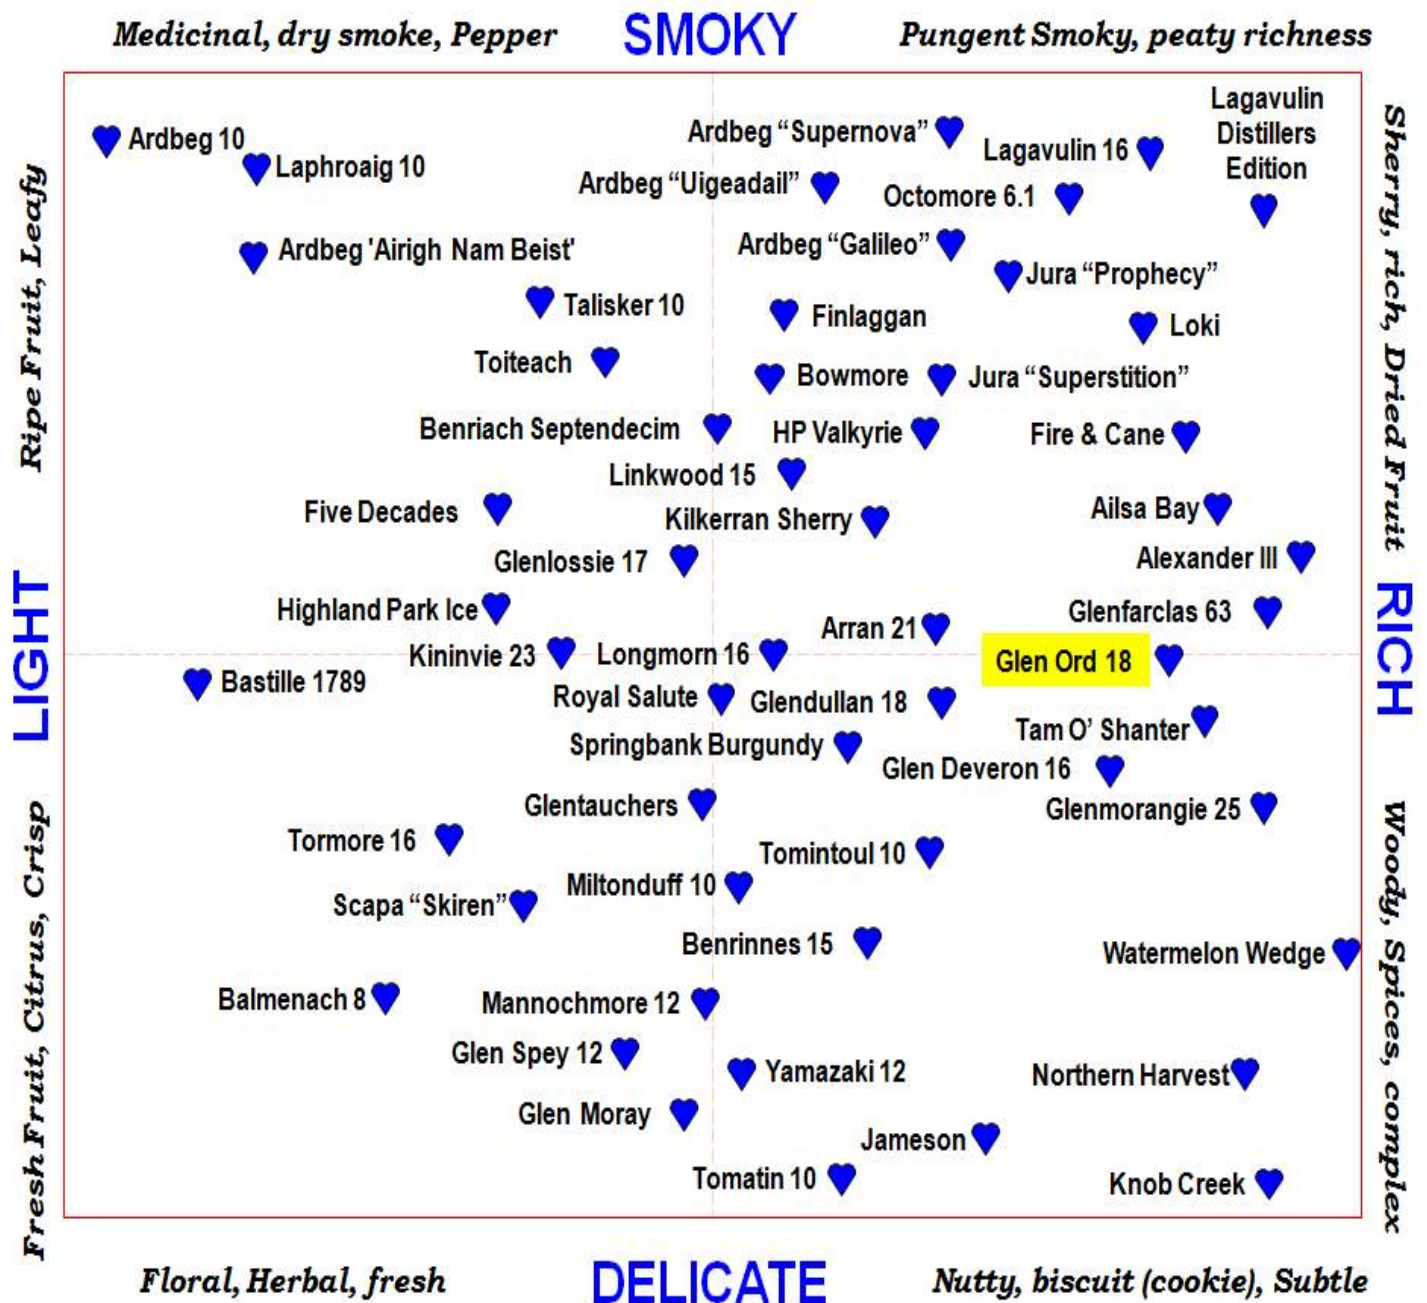 Medicinal, dry smoke, Pepper
SMOKY
Pungent Smoky, peaty richness
Ripe Fruit, Leafy
LIGHT
Fresh Fruit, Citrus, Crisp
Ardbeg 10
Laphroaig 10
Ardbeg “Supernova”
Lagavulin 16
Lagavulin
Distillers
Edition
Ardbeg “Uigeadail”
Octomore 6.1
Ardbeg 'Airigh Nam Beist'
Ardbeg “Galileo”
Jura “Prophecy”
Talisker 10
Finlaggan
Loki
Toiteach
Bowmore
Jura “Superstition”
Benriach Septendecim
HP Valkyrie
Fire & Cane
Linkwood 15
Five Decades
Kilkerran Sherry
Ailsa Bay
Glenlossie 17
Alexander III
Highland Park Ice
Arran 21
Glenfarclas 63
Kininvie 23
Longmorn 16
Glen Ord 18
Bastille 1789
Royal Salute
Glendullan 18
Tam O’ Shanter
Springbank Burgundy
Glen Deveron 16
Glentauchers
Glenmorangie 25
Tormore 16
Tomintoul 10
Miltonduff 10
Scapa “Skiren”
Benrinnes 15
Watermelon Wedge
Balmenach 8
Mannochmore 12
Glen Spey 12
Yamazaki 12
Northern Harvest
Glen Moray
Jameson
Tomatin 10
Knob Creek
Sherry, rich, Dried Fruit
RICH
Woody, Spices, complex
Floral, Herbal, fresh
DELICATE
Nutty, biscuit (cookie), Subtle